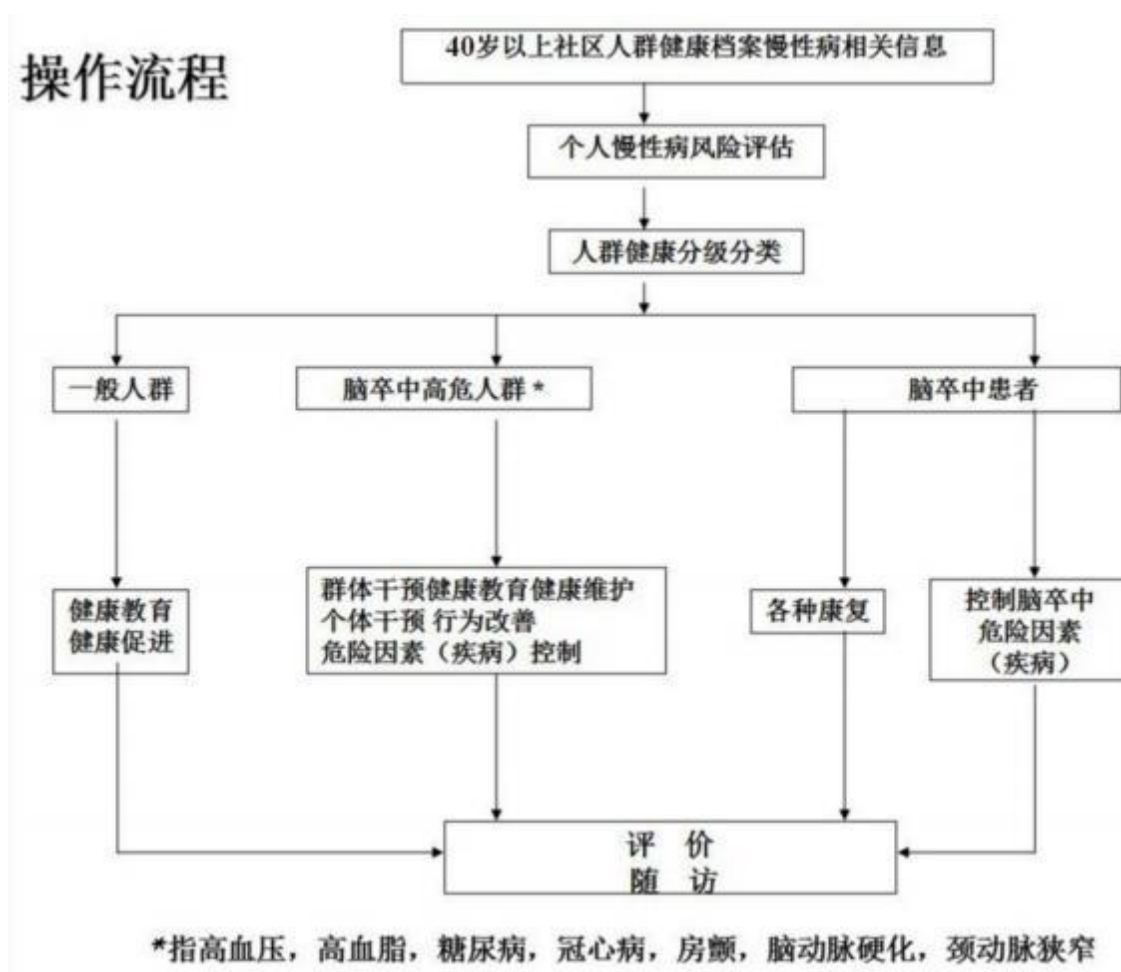 操作流程
40岁以上社区人群健康档案慢性病相关信息
个人慢性病风险评估
人群健康分级分类
一般人群
脑卒中高危人群*
脑卒中患者
健康教育
健康促进
群体干预健康教育健康维护
个体干预 行为改善
危险因素（疾病）控制
各种康复
控制脑卒中
危险因素
（疾病）
评 价
随 访
*指高血压，高血脂，糖尿病，冠心病，房颤，脑动脉硬化，颈动脉狭窄